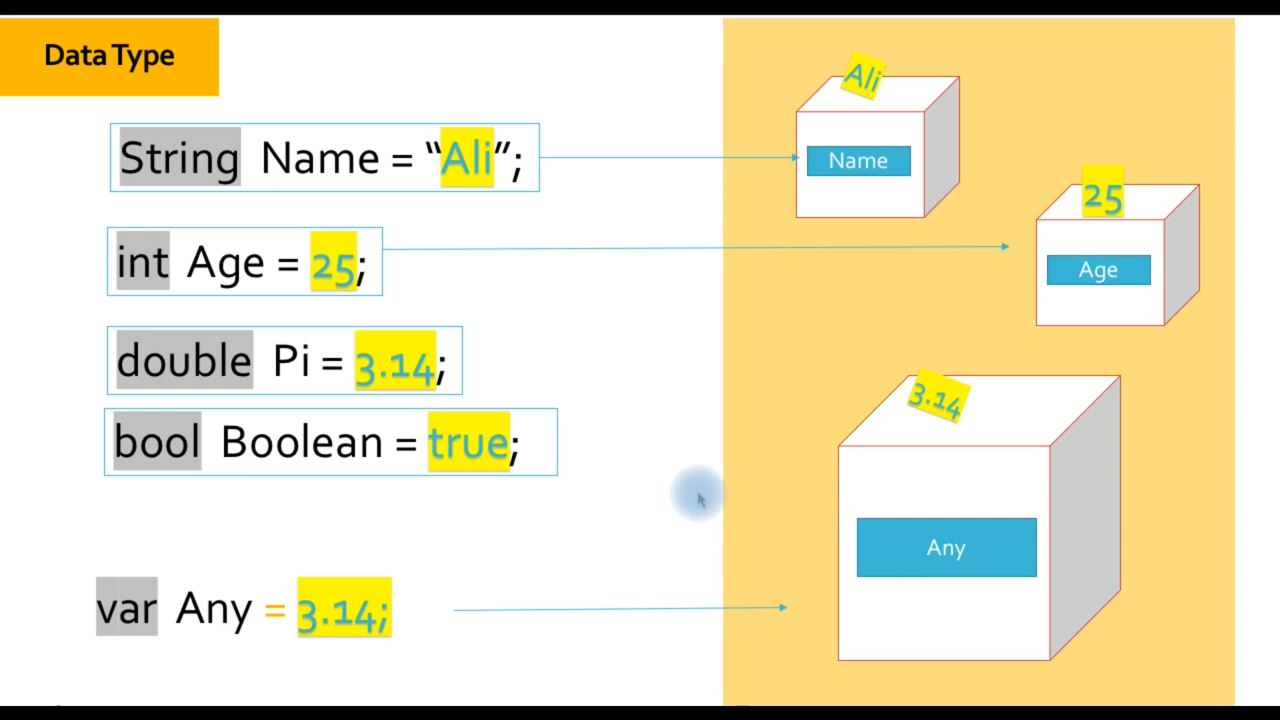 Data Type
String Name = “Ali”;
int Age = 25;
double Pi = 3.14;
bool Boolean = true;
var Any = 3.14;
Ali
Name
25
Age
3.14
Any